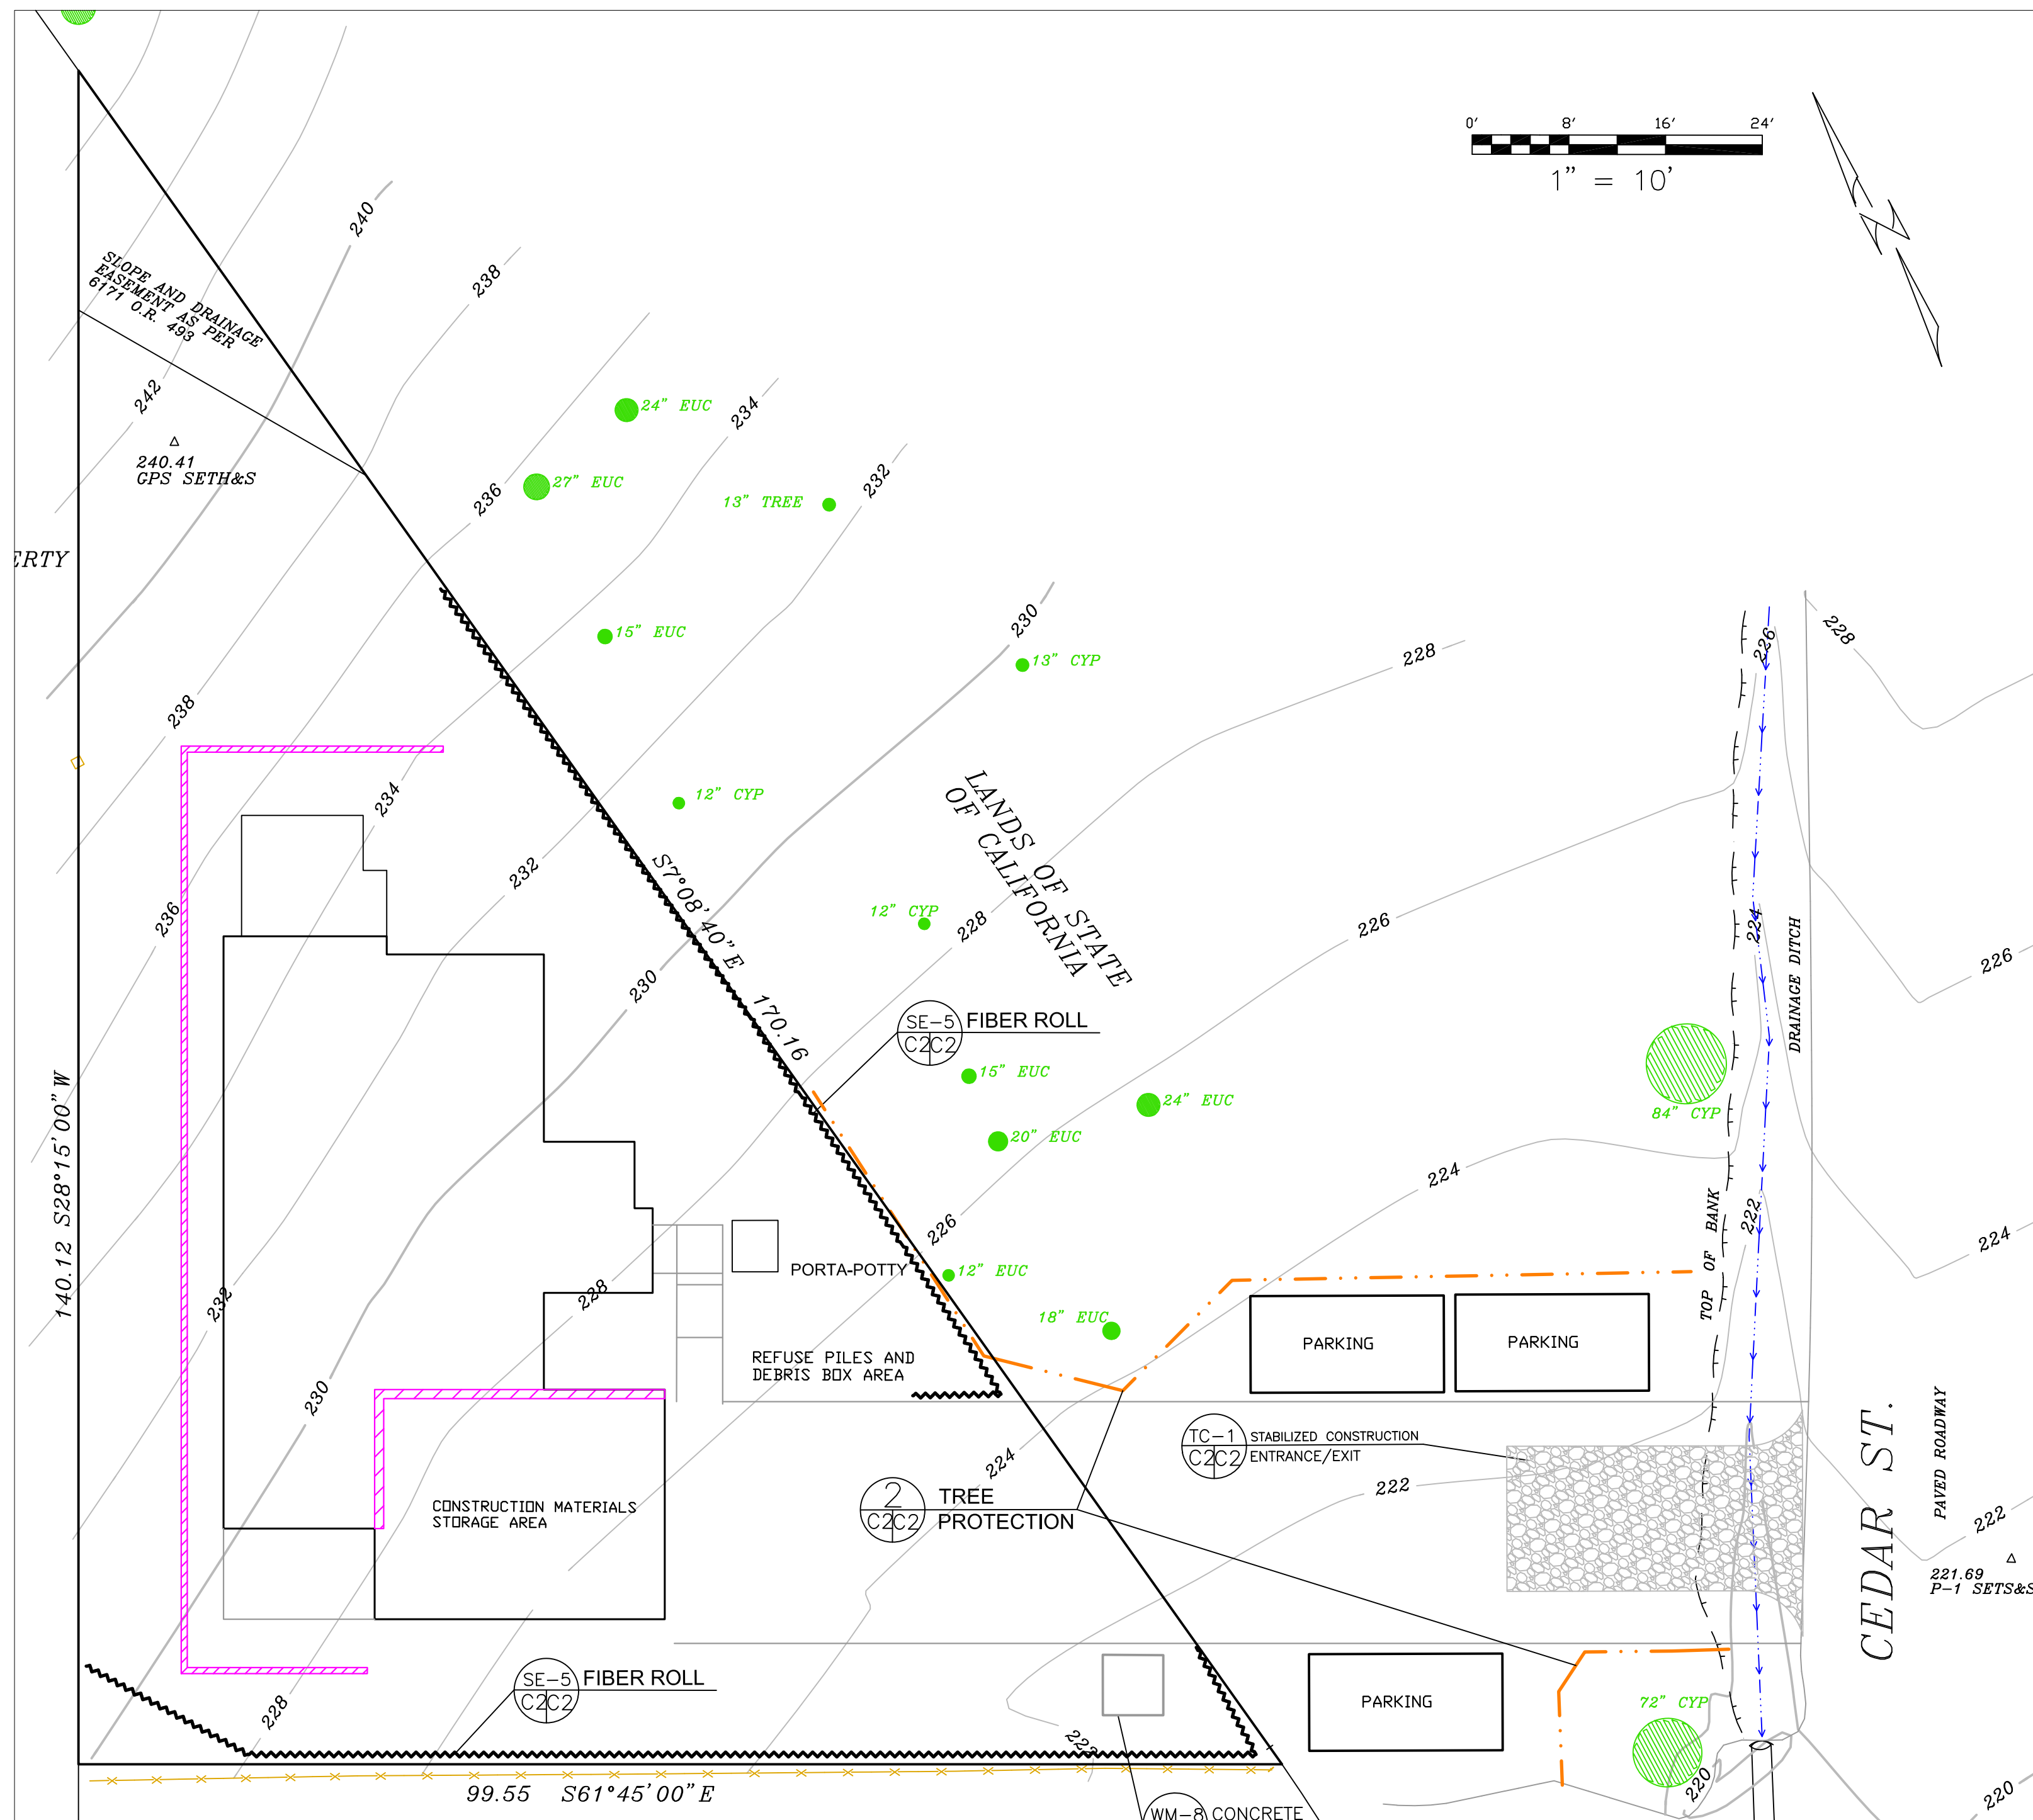 0' 8' 16' 24'
1" = 10'
SLOPE AND DRAINAGE
EASEMENT AS PER
6171 O.R. 493
240
238
242
240.41
GPS SETH&S
24" EUC
234
27" EUC
236
13" TREE
232
ERTY
15" EUC
230
13" CYP
228
226
228
238
12" CYP
234
LANDS OF STATE
OF CALIFORNIA
232
236
S7°08'40"E 170.16
12" CYP
228
226
224
DRAINAGE DITCH
226
230
SE-5 FIBER ROLL
C2 C2
15" EUC
24" EUC
20" EUC
84" CYP
140.12 S28°15'00"W
224
222
TOP OF BANK
224
226
PORTA-POTTY
12" EUC
232
228
18" EUC
PARKING
PARKING
REFUSE PILES AND
DEBRIS BOX AREA
230
TC-1 STABILIZED CONSTRUCTION
C2 C2 ENTRANCE/EXIT
224
222
2 TREE
C2 C2 PROTECTION
CONSTRUCTION MATERIALS
STORAGE AREA
CEDAR ST.
PAVED ROADWAY
222
221.69
P-1 SETS&S
SE-5 FIBER ROLL
C2 C2
228
222
PARKING
72" CYP
220
220
99.55 S61°45'00"E
WM-8 CONCRETE